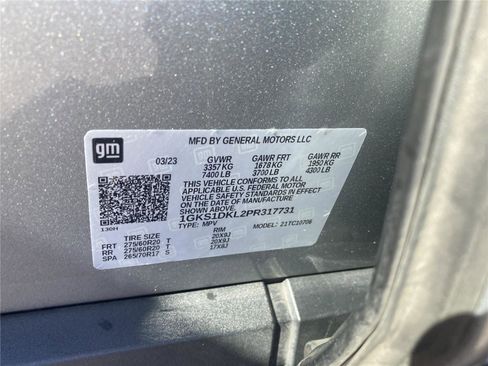 gm
MFD BY GENERAL MOTORS LLC
03/23 GVWR GAWR FRT GAWR RR
3357 KG 1678 KG 1950 KG
7400 LB 3700 LB 4300 LB
THIS VEHICLE CONFORMS TO ALL
APPLICABLE U.S. FEDERAL MOTOR
VEHICLE SAFETY STANDARDS IN EFFECT
ON THE DATE OF MANUFACTURE SHOWN ABOVE.
1GKS1DKL2PR317731
TYPE: MPV MODEL: 21TC10706
130H
TIRE SIZE RIM
FRT 275/60R20 T 20X9J
RR 275/60R20 T 20X9J
SPA 265/70R17 S 17X8J